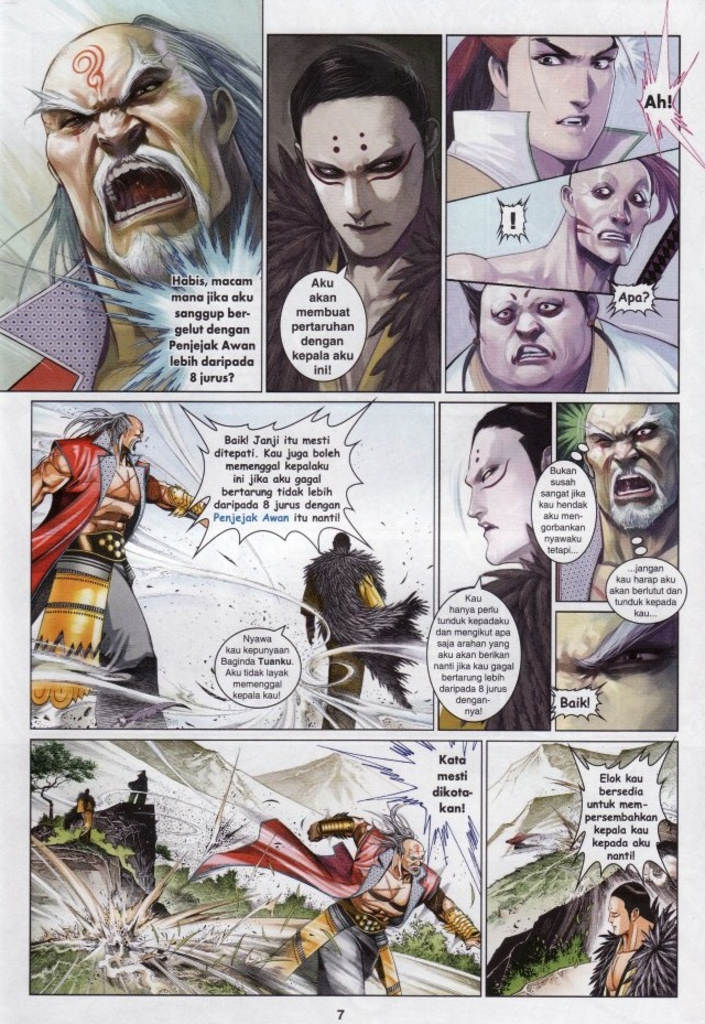 Habis, macam
mana jika aku
sanggup ber-
gelut dengan
Penjejak Awan
lebih daripada
8 jurus?
Aku
akan
membuat
pertaruhan
dengan
kepala aku
ini!
Ah!
!
Apa?
Baik! Janji itu mesti
ditepati. Kau boleh
memenggal kepalaku
ini jika aku gagal
bertarung tidak lebih
daripada 8 jurus dengan
Penjejak Awan itu nanti!
Nyawa
kau kepunyaan
Baginda Tuanku.
Aku tidak layak
memenggal
kepala kau!
Kau
hanya perlu
tunduk kepadaku
dan mengikut apa
saja arahan yang
aku akan berikan
nanti jika kau gagal
bertarung lebih
daripada 8 jurus
dengan-
nya!
Bukan
susah
sangat jika
kau hendak
aku men-
gorbankan
nyawaku
tetapi...
...jangan
kau harap aku
akan berlutut dan
tunduk kepada
kau...
Baik!
Kata
mesti
dikota-
kan!
Elok kau
bersedia
untuk mem-
persembahkan
kepala kau
kepada aku
nanti!
7